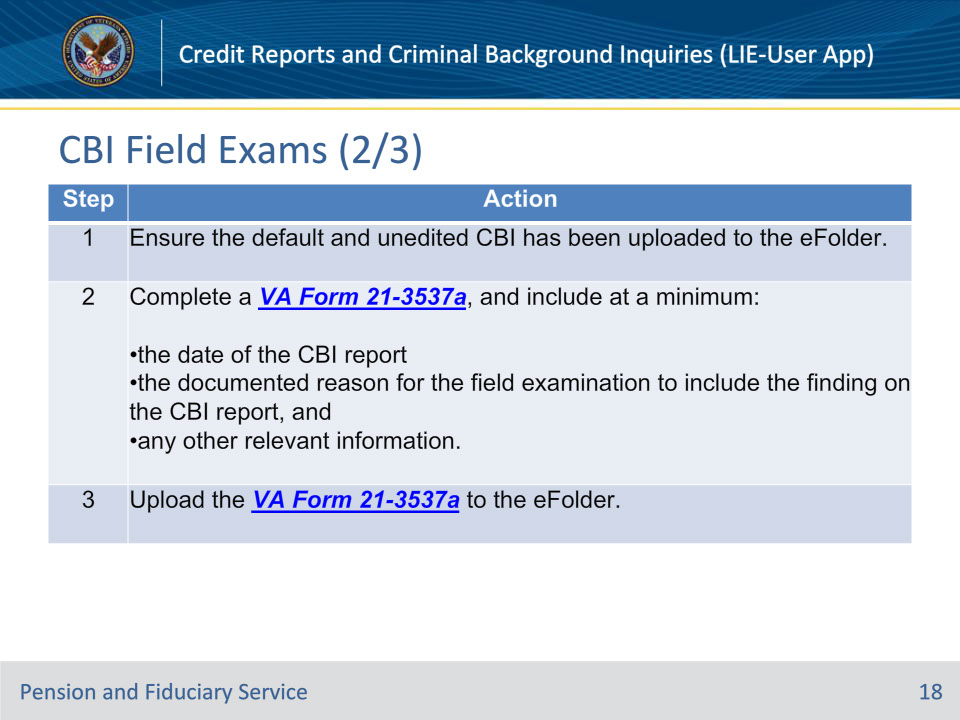 Credit Reports and Criminal Background Inquiries (LIE-User App)
CBI Field Exams (2/3)
Step Action
1 Ensure the default and unedited CBI has been uploaded to the eFolder.
2 Complete a VA Form 21-3537a, and include at a minimum:
•the date of the CBI report
•the documented reason for the field examination to include the finding on
the CBI report, and
•any other relevant information.
3 Upload the VA Form 21-3537a to the eFolder.
Pension and Fiduciary Service 18